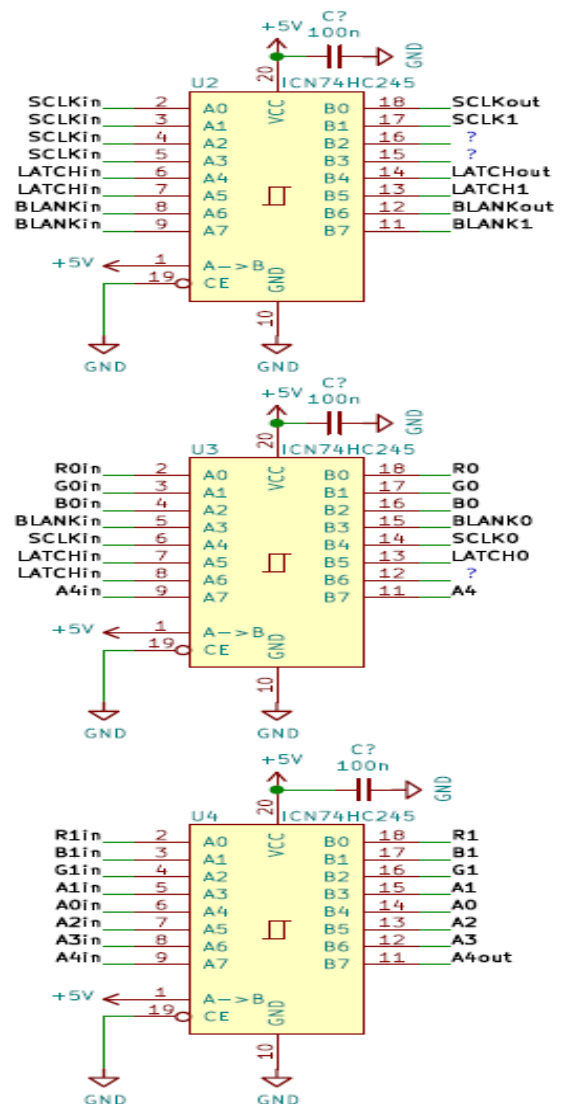 C?
+5V 100n GND
U2 20 ICN74HC245
SCLKin 2 A0 VCC B0 18 SCLKout
SCLKin 3 A1 B1 17 SCLK1
SCLKin 4 A2 B2 16 ?
SCLKin 5 A3 B3 15 ?
LATCHin 6 A4 B4 14 LATCHout
LATCHin 7 A5 B5 13 LATCH1
BLANKin 8 A6 B6 12 BLANKout
BLANKin 9 A7 B7 11 BLANK1
+5V 1 A->B
19 CE GND
10
GND GND
C?
+5V 100n GND
U3 20 ICN74HC245
R0in 2 A0 VCC B0 18 R0
G0in 3 A1 B1 17 G0
B0in 4 A2 B2 16 B0
BLANKin 5 A3 B3 15 BLANK0
SCLKin 6 A4 B4 14 SCLK0
LATCHin 7 A5 B5 13 LATCH0
LATCHin 8 A6 B6 12 ?
A4in 9 A7 B7 11 A4
+5V 1 A->B
19 CE GND
10
GND GND
C?
+5V 100n GND
U4 20 ICN74HC245
R1in 2 A0 VCC B0 18 R1
B1in 3 A1 B1 17 B1
G1in 4 A2 B2 16 G1
A1in 5 A3 B3 15 A1
A0in 6 A4 B4 14 A0
A2in 7 A5 B5 13 A2
A3in 8 A6 B6 12 A3
A4in 9 A7 B7 11 A4out
+5V 1 A->B
19 CE GND
10
GND GND